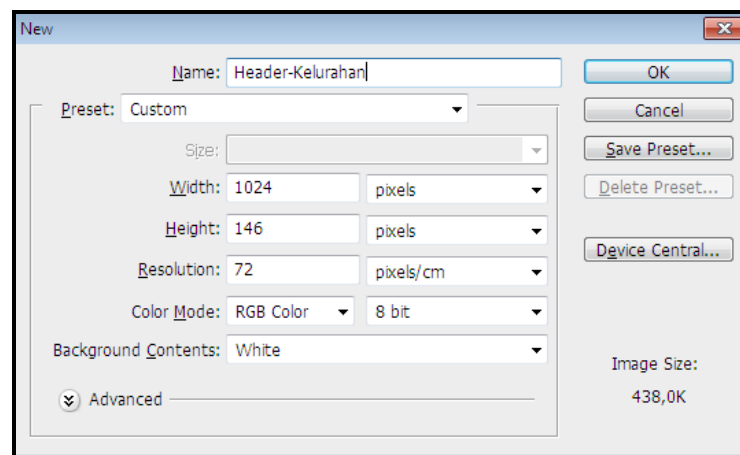 New
Name: Header-Kelurahan
OK
Preset: Custom
Cancel
Size:
Save Preset...
Width: 1024 pixels
Delete Preset...
Height: 146 pixels
Device Central...
Resolution: 72 pixels/cm
Color Mode: RGB Color 8 bit
Background Contents: White
Image Size:
438,0K
Advanced